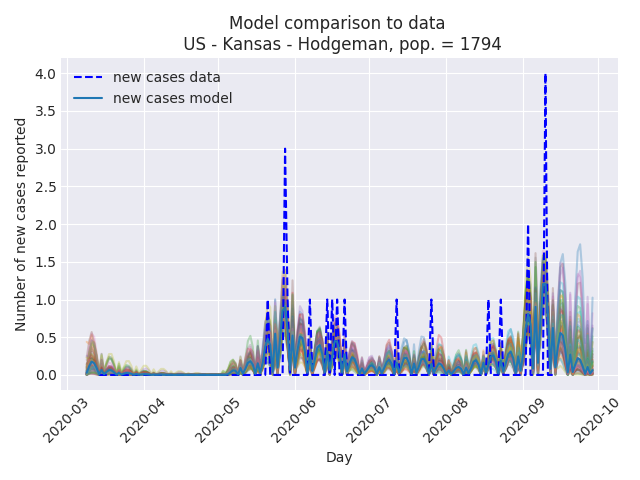 Model comparison to data
US - Kansas - Hodgeman, pop. = 1794
new cases data
new cases model
Number of new cases reported
4.0
3.5
3.0
2.5
2.0
1.5
1.0
0.5
0.0
2020-03
2020-04
2020-05
2020-06
2020-07
2020-08
2020-09
2020-10
Day